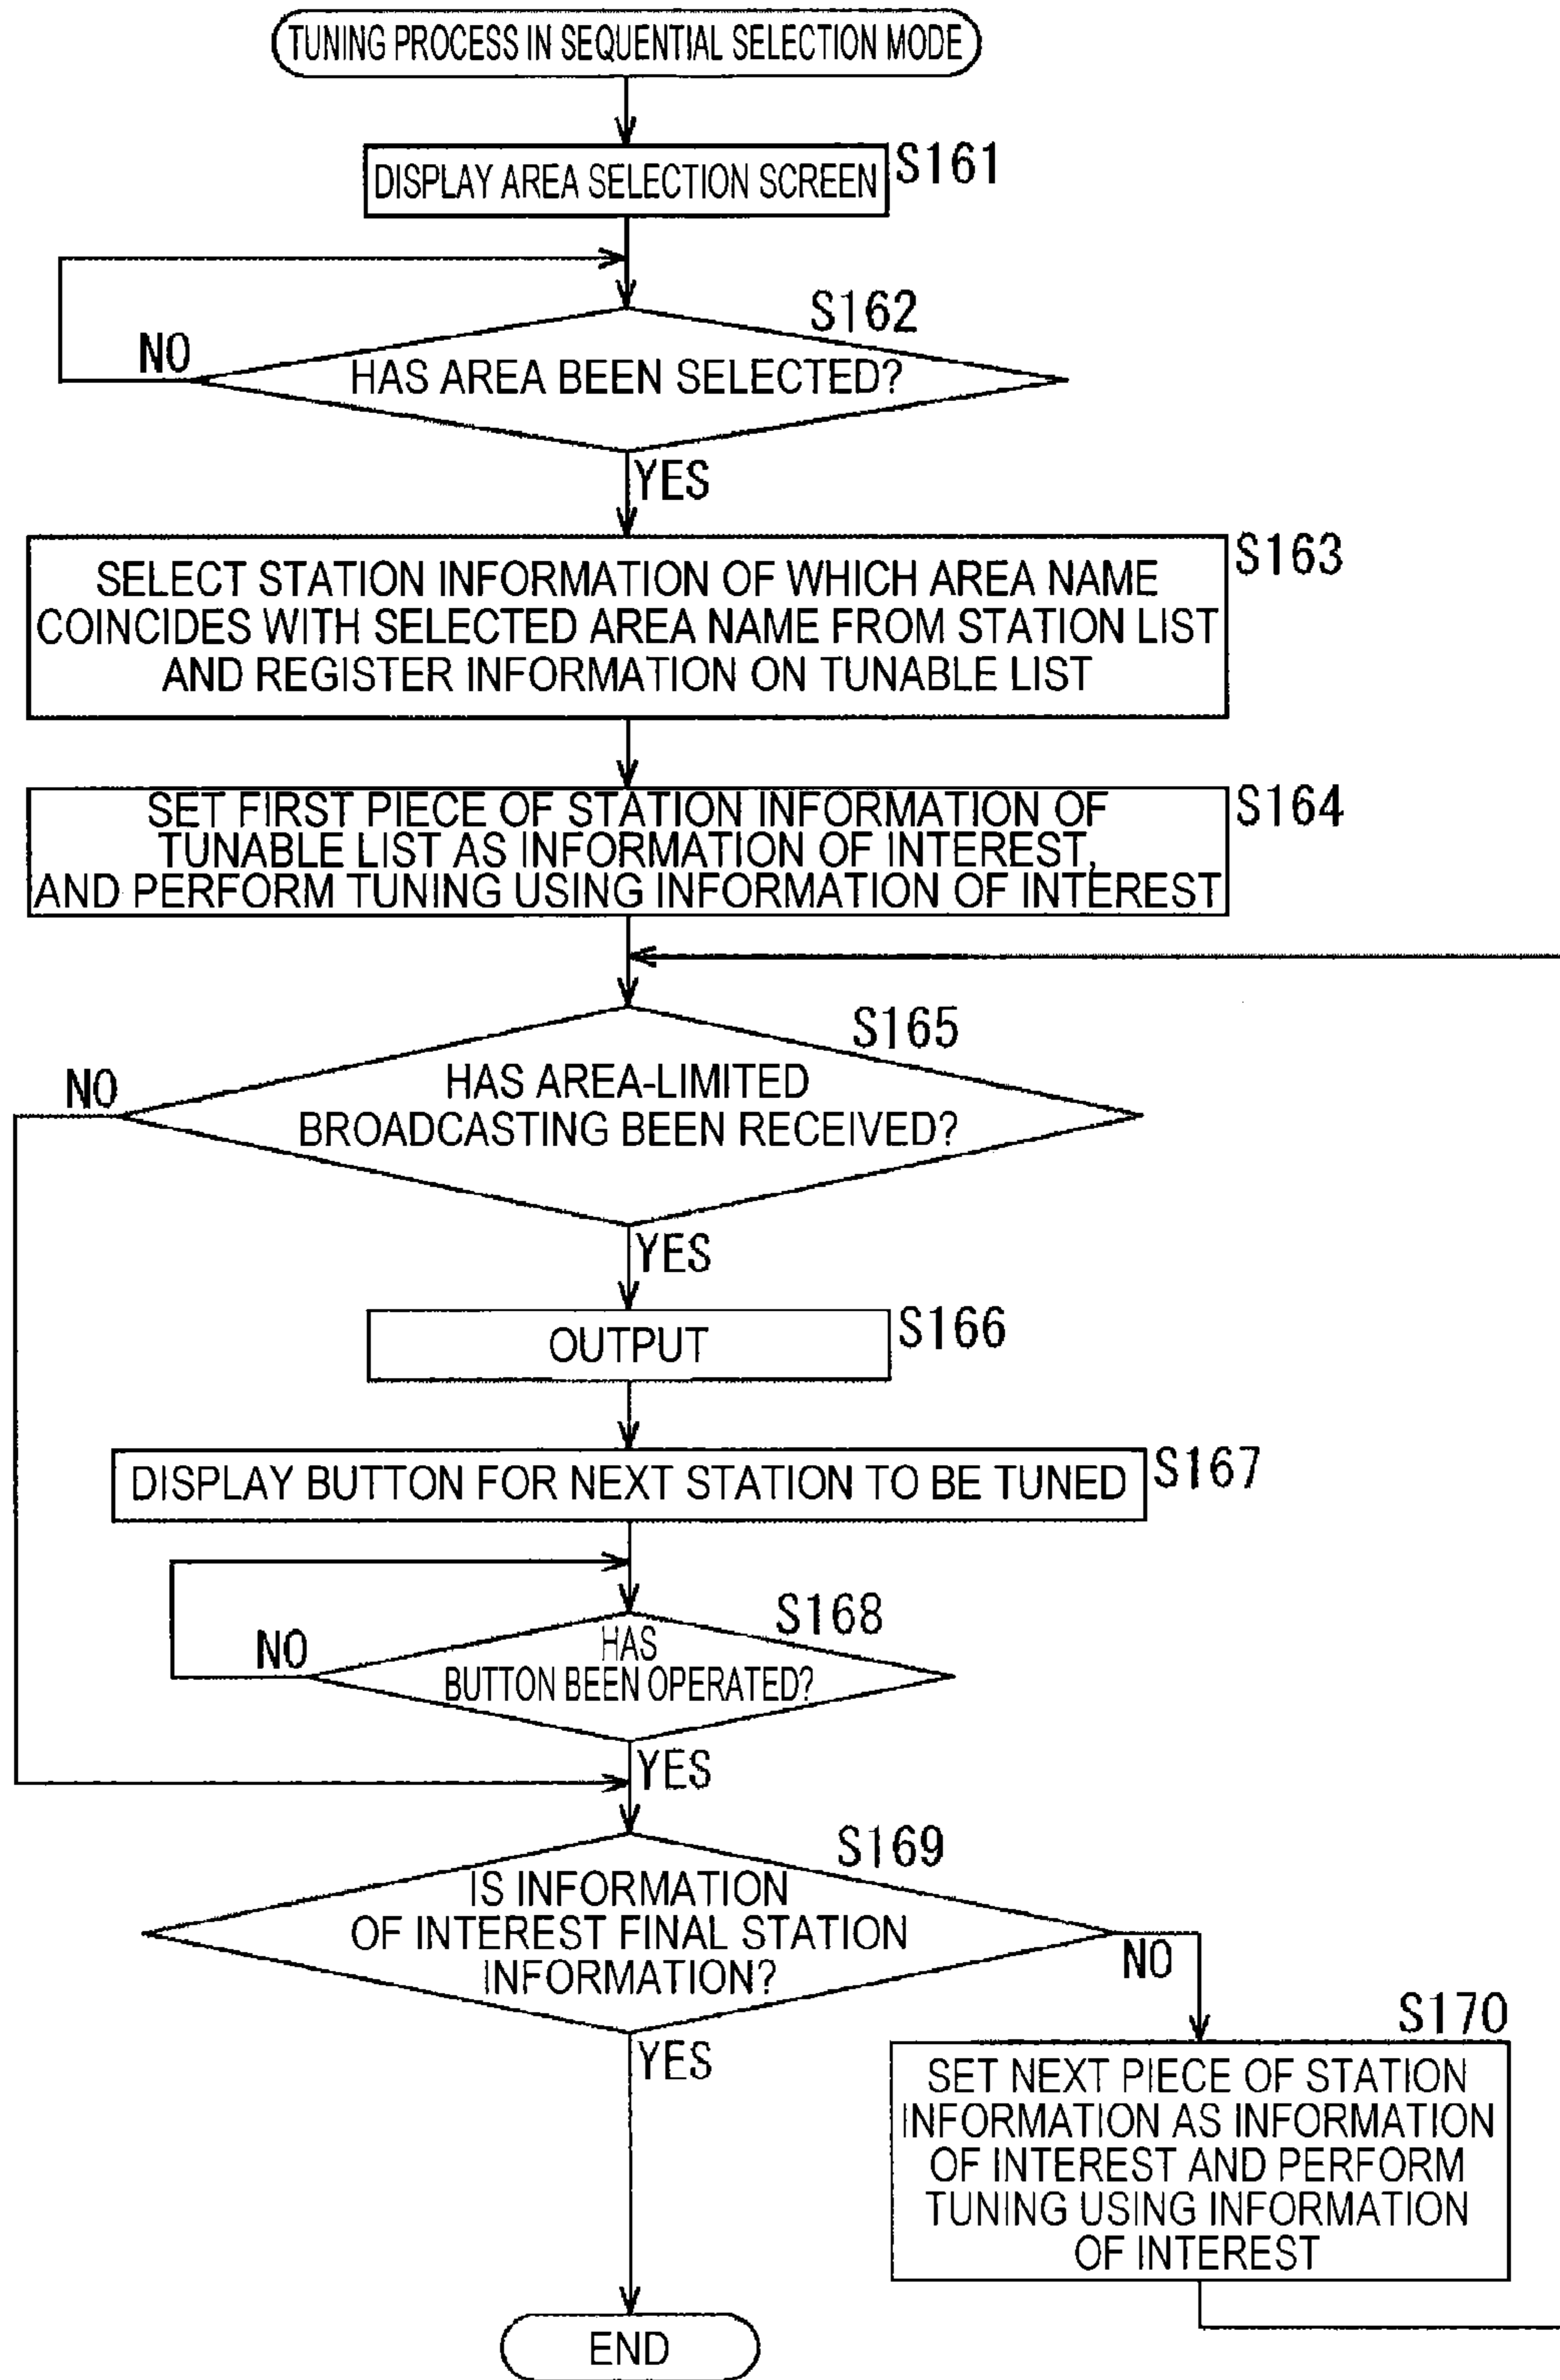 TUNING PROCESS IN SEQUENTIAL SELECTION MODE
DISPLAY AREA SELECTION SCREEN
S161
S162
NO
HAS AREA BEEN SELECTED?
YES
S163
SELECT STATION INFORMATION OF WHICH AREA NAME
COINCIDES WITH SELECTED AREA NAME FROM STATION LIST
AND REGISTER INFORMATION ON TUNABLE LIST
S164
SET FIRST PIECE OF STATION INFORMATION OF
TUNABLE LIST AS INFORMATION OF INTEREST,
AND PERFORM TUNING USING INFORMATION OF INTEREST
S165
NO
HAS AREA-LIMITED
BROADCASTING BEEN RECEIVED?
YES
S166
OUTPUT
S167
DISPLAY BUTTON FOR NEXT STATION TO BE TUNED
S168
NO
HAS
BUTTON BEEN OPERATED?
YES
S169
IS INFORMATION
OF INTEREST FINAL STATION
INFORMATION?
NO
YES
S170
SET NEXT PIECE OF STATION
INFORMATION AS INFORMATION
OF INTEREST AND PERFORM
TUNING USING INFORMATION
OF INTEREST
END